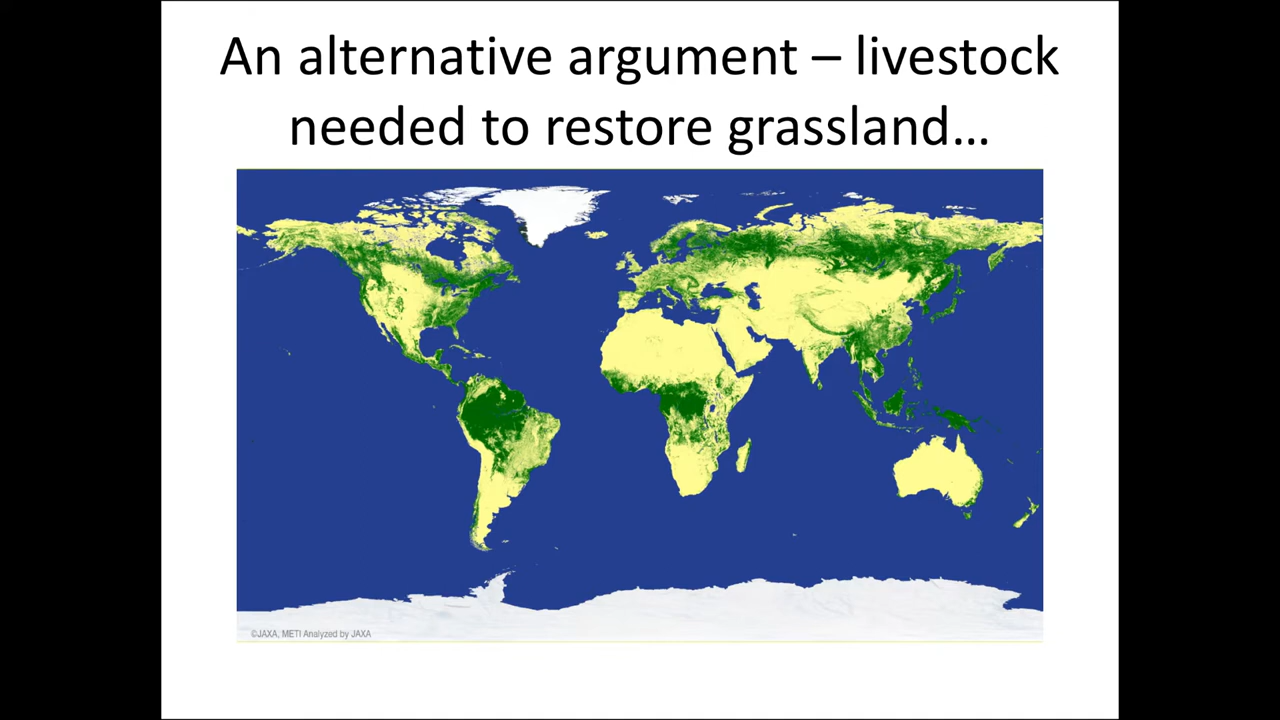 An alternative argument – livestock
needed to restore grassland…
©JAXA, METI Analyzed by JAXA